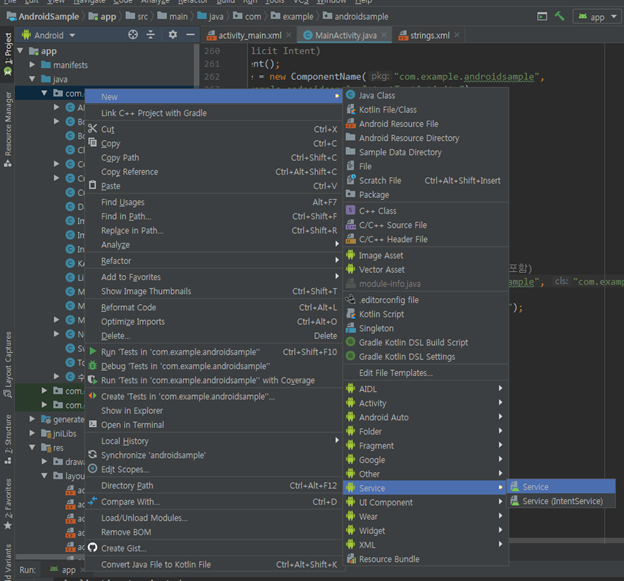 File Edit View Navigate Code Analyze Refactor Build Run Tools VCS Window Help
AndroidSample app src main java com example androidsample app
Android activity_main.xml MainActivity.java strings.xml
1: Project
Resource Manager
Layout Captures
7: Structure
2: Favorites
Build Variants
app
manifests
java
com.
generate
jniLibs
res
draw
layou
260
261
262
licit Intent)
nt();
= new ComponentName( pkg: "com.example.androidsample",
포함)
mple", cls: "com.examp
");
New
Link C++ Project with Gradle
Cut Ctrl+X
Copy Ctrl+C
Copy Path Ctrl+Shift+C
Copy Reference Ctrl+Alt+Shift+C
Paste Ctrl+V
Find Usages Alt+F7
Find in Path... Ctrl+Shift+F
Replace in Path... Ctrl+Shift+R
Analyze
Refactor
Add to Favorites
Show Image Thumbnails Ctrl+Shift+T
Reformat Code Ctrl+Alt+L
Optimize Imports Ctrl+Alt+O
Delete... Delete
Run 'Tests in 'com.example.androidsample'' Ctrl+Shift+F10
Debug 'Tests in 'com.example.androidsample''
Run 'Tests in 'com.example.androidsample'' with Coverage
Create 'Tests in 'com.example.androidsample''...
Show in Explorer
Open in Terminal
Local History
Synchronize 'androidsample'
Edit Scopes...
Directory Path Ctrl+Alt+F12
Compare With... Ctrl+D
Load/Unload Modules...
Remove BOM
Create Gist...
Convert Java File to Kotlin File Ctrl+Alt+Shift+K
Java Class
Kotlin File/Class
Android Resource File
Android Resource Directory
Sample Data Directory
File
Scratch File Ctrl+Alt+Shift+Insert
Package
C++ Class
C/C++ Source File
C/C++ Header File
Image Asset
Vector Asset
module-info.java
.editorconfig file
Kotlin Script
Singleton
Gradle Kotlin DSL Build Script
Gradle Kotlin DSL Settings
Edit File Templates...
AIDL
Activity
Android Auto
Folder
Fragment
Google
Other
Service
UI Component
Wear
Widget
XML
Resource Bundle
Service
Service (IntentService)
Run: app